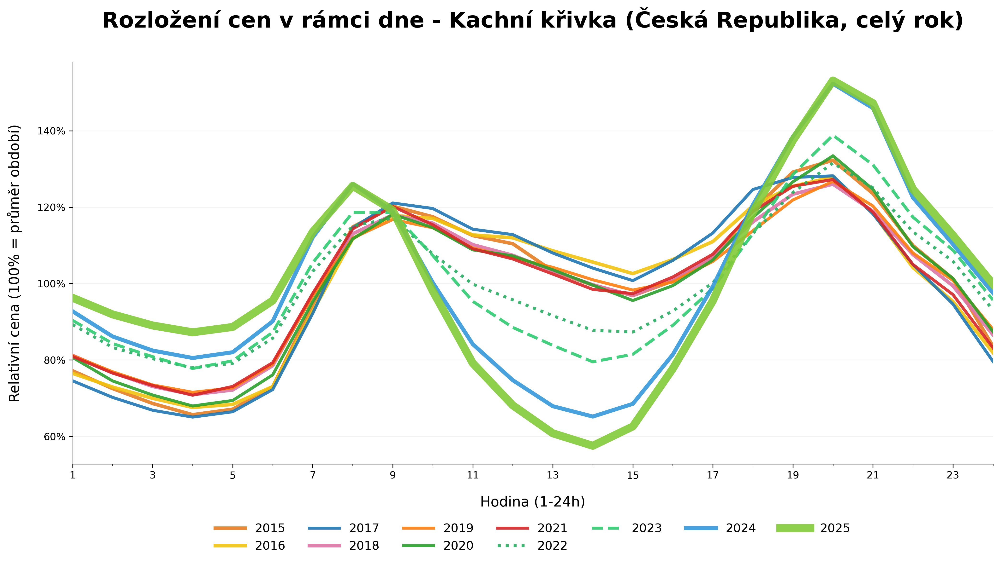 Rozložení cen v rámci dne - Kachní křivka (Česká Republika, celý rok)
Relativní cena (100% = průměr období)
140%
120%
100%
80%
60%
1 3 5 7 9 11 13 15 17 19 21 23
Hodina (1-24h)
2015 2017 2019 2021 2023 2024 2025
2016 2018 2020 2022